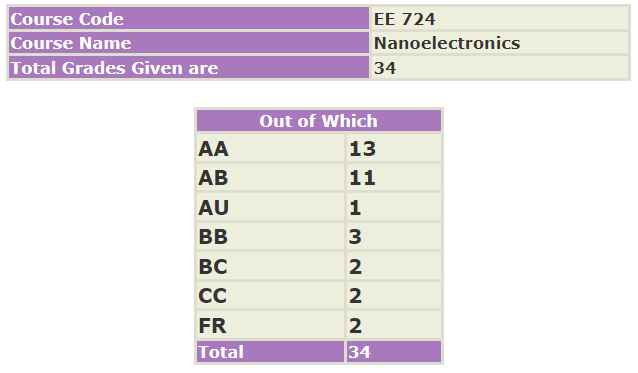 Course Code EE 724
Course Name Nanoelectronics
Total Grades Given are 34
Out of Which
AA 13
AB 11
AU 1
BB 3
BC 2
CC 2
FR 2
Total 34